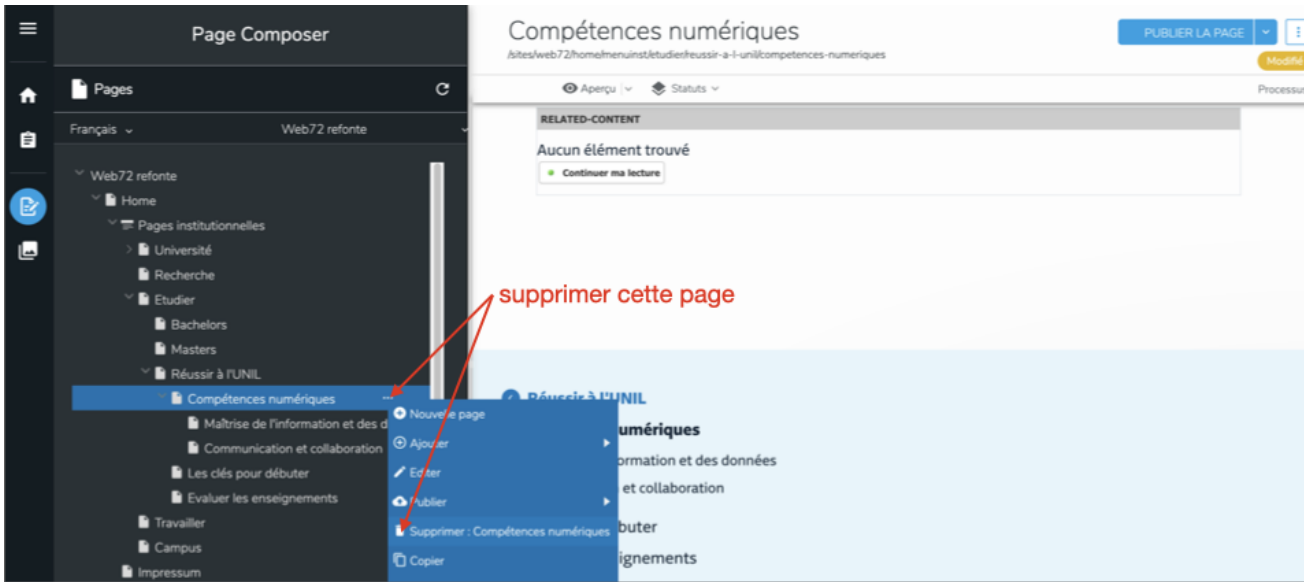 Page Composer
Pages
Français
Web72 refonte
Web72 refonte
Home
Pages institutionnelles
Université
Recherche
Etudier
Bachelors
Masters
Réussir à l'UNIL
Compétences numériques
Maîtrise de l'information et des d
Communication et collaboration
Les clés pour débuter
Evaluer les enseignements
Travailler
Campus
Impressum
Nouvelle page
Ajouter
Editer
Publier
Supprimer : Compétences numériques
Copier
Compétences numériques
/sites/web72/home/menuinst/etudier/reussir-a-l-unil/competences-numeriques
PUBLIER LA PAGE
Modifié
Aperçu
Statuts
Processus
RELATED-CONTENT
Aucun élément trouvé
Continuer ma lecture
supprimer cette page
Réussir à l'UNIL
umériques
ormation et des données
et collaboration
buter
ignements